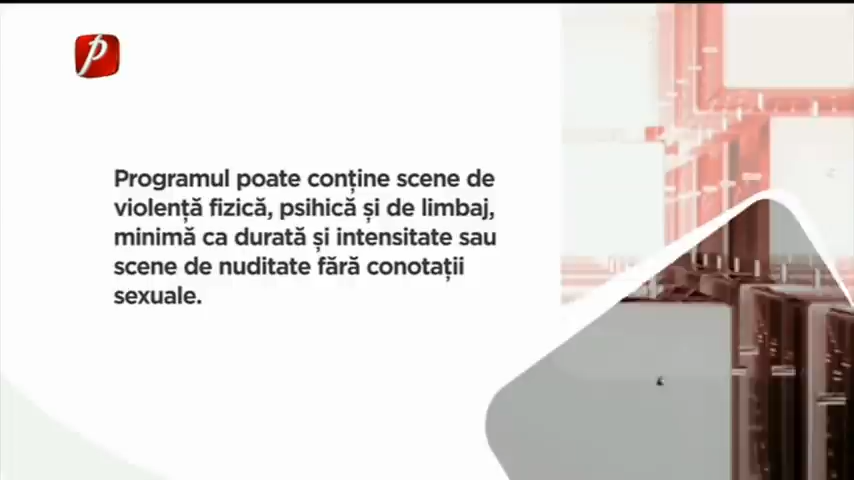 p
Programul poate conține scene de
violență fizică, psihică și de limbaj,
minimă ca durată și intensitate sau
scene de nuditate fără conotații
sexuale.